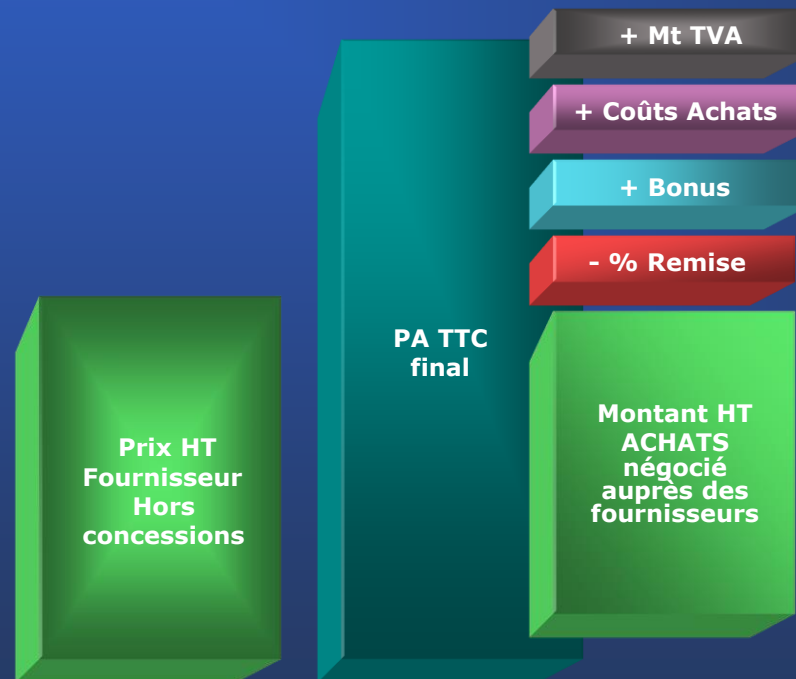 + Mt TVA
+ Coûts Achats
+ Bonus
- % Remise
PA TTC
final
Montant HT
ACHATS
négocié
auprès des
fournisseurs
Prix HT
Fournisseur
Hors
concessions